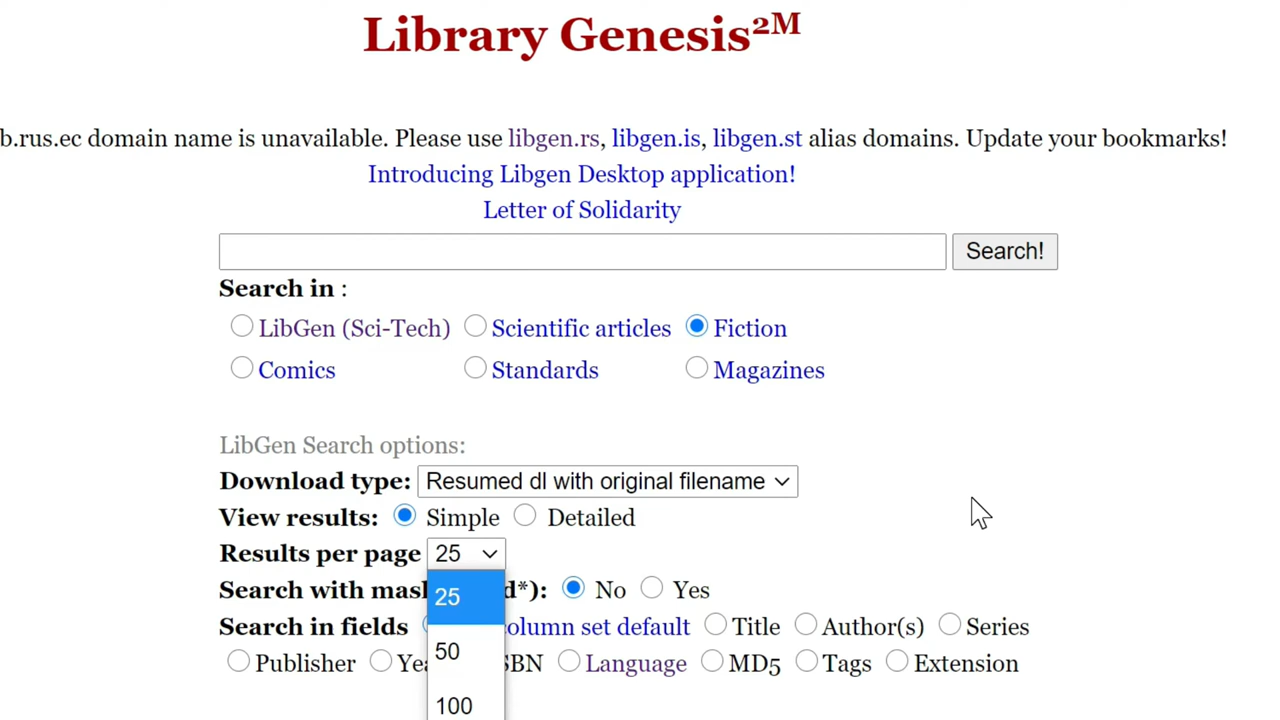 Library Genesis²ᴹ
b.rus.ec domain name is unavailable. Please use libgen.rs, libgen.is, libgen.st alias domains. Update your bookmarks!
Introducing Libgen Desktop application!
Letter of Solidarity
Search!
Search in :
LibGen (Sci-Tech) Scientific articles Fiction
Comics Standards Magazines
LibGen Search options:
Download type: Resumed dl with original filename
View results: Simple Detailed
Results per page 25
Search with mas d*): No Yes
25
Search in fields column set default Title Author(s) Series
50
Publisher Yea SBN Language MD5 Tags Extension
100